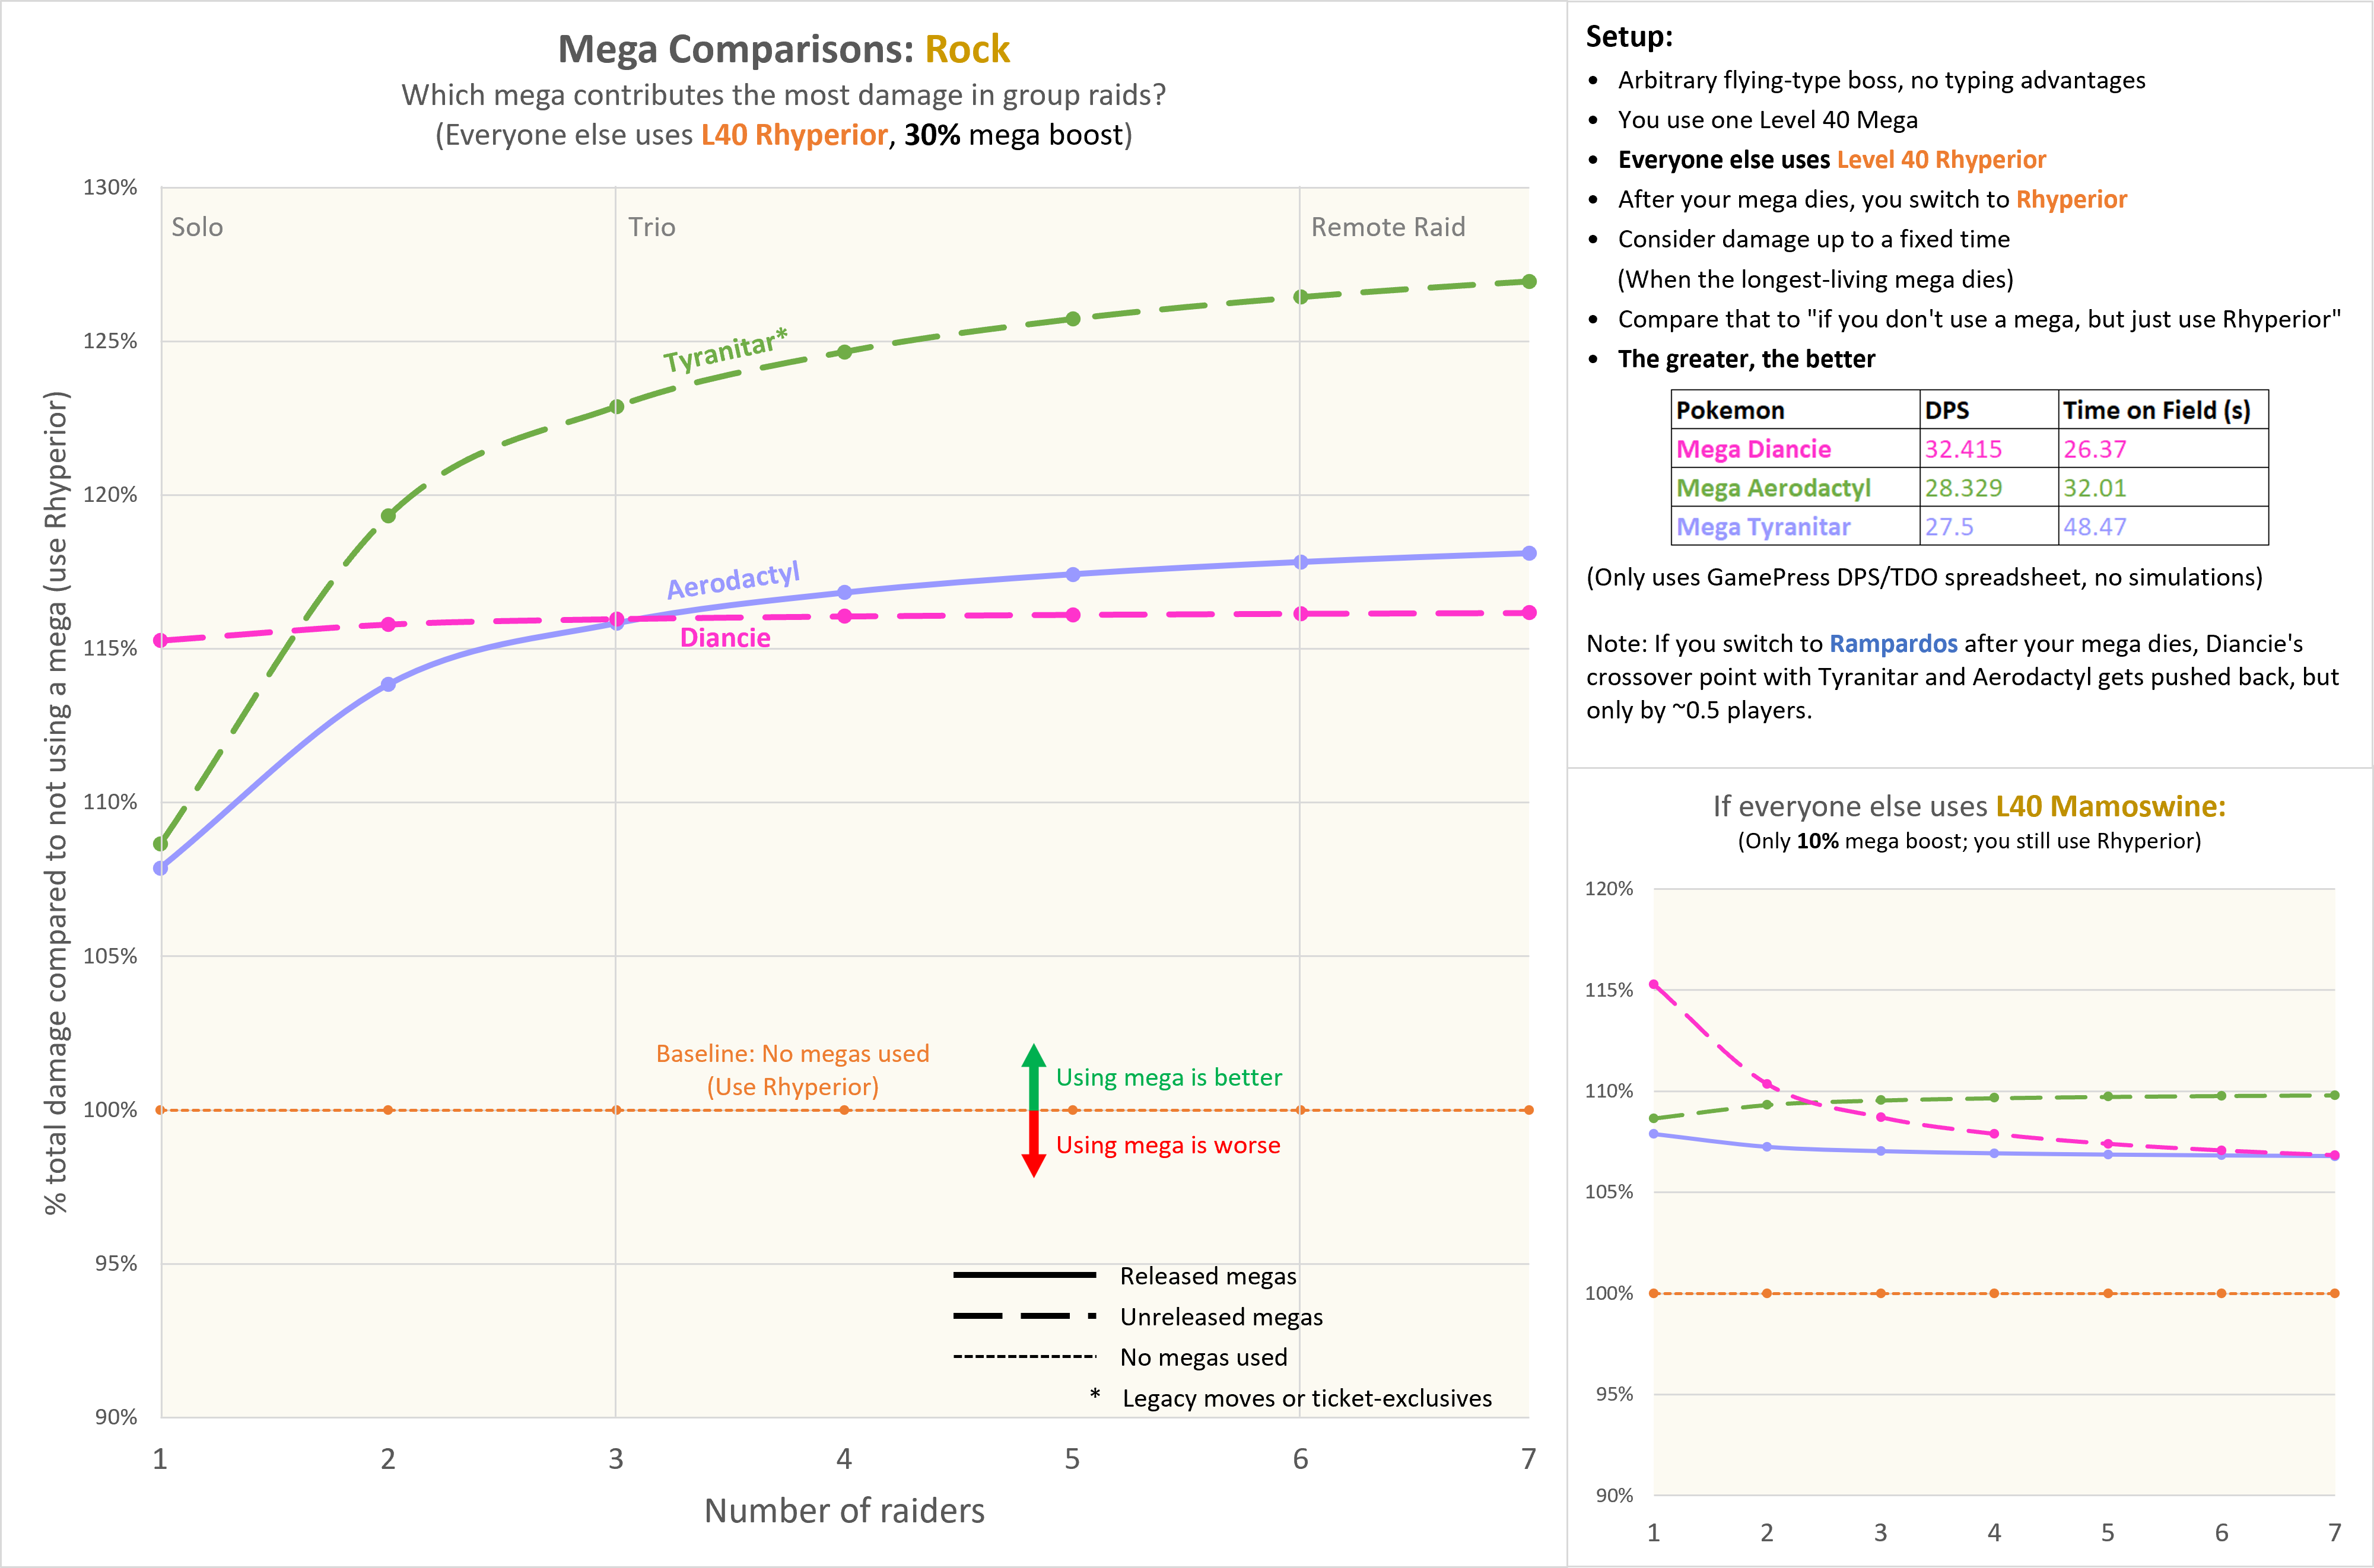 Mega Comparisons: Rock
Which mega contributes the most damage in group raids?
(Everyone else uses L40 Rhyperior, 30% mega boost)
% total damage compared to not using a mega (use Rhyperior)
130%
125%
120%
115%
110%
105%
100%
95%
90%
Solo
Trio
Remote Raid
Tyranitar*
Aerodactyl
Diancie
Baseline: No megas used
(Use Rhyperior)
Using mega is better
Using mega is worse
Released megas
Unreleased megas
No megas used
* Legacy moves or ticket-exclusives
1 2 3 4 5 6 7
Number of raiders
Setup:
• Arbitrary flying-type boss, no typing advantages
• You use one Level 40 Mega
• Everyone else uses Level 40 Rhyperior
• After your mega dies, you switch to Rhyperior
• Consider damage up to a fixed time
(When the longest-living mega dies)
• Compare that to "if you don't use a mega, but just use Rhyperior"
• The greater, the better
Pokemon DPS Time on Field (s)
Mega Diancie 32.415 26.37
Mega Aerodactyl 28.329 32.01
Mega Tyranitar 27.5 48.47
(Only uses GamePress DPS/TDO spreadsheet, no simulations)
Note: If you switch to Rampardos after your mega dies, Diancie's
crossover point with Tyranitar and Aerodactyl gets pushed back, but
only by ~0.5 players.
If everyone else uses L40 Mamoswine:
(Only 10% mega boost; you still use Rhyperior)
120%
115%
110%
105%
100%
95%
90%
1 2 3 4 5 6 7